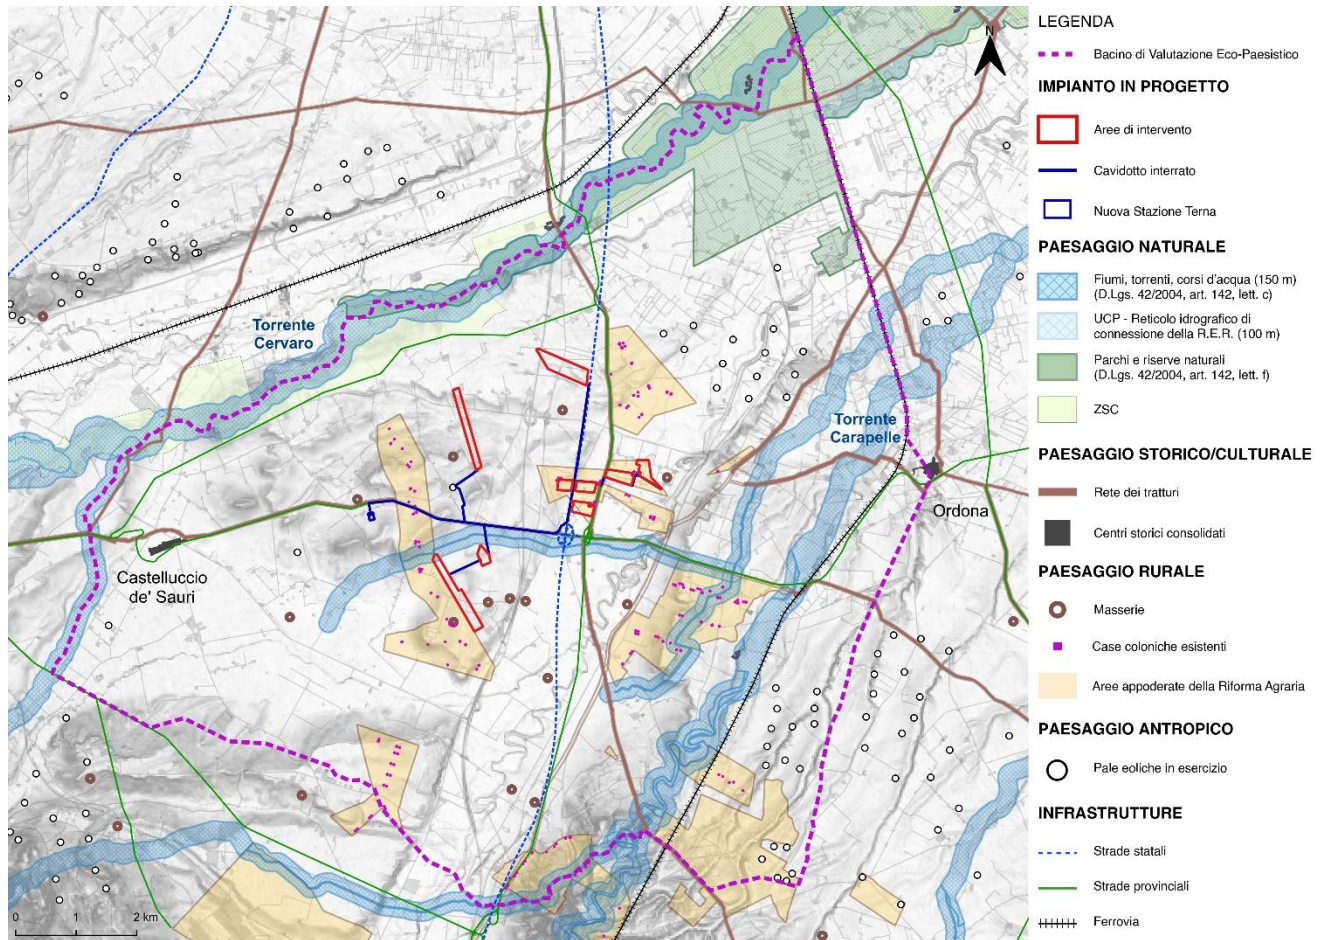 Torrente
Cervaro
Torrente
Carapelle
Ordona
Castelluccio
de' Sauri
0 1 2 km
LEGENDA
N
Bacino di Valutazione Eco-Paesistico
IMPIANTO IN PROGETTO
Aree di intervento
Cavidotto interrato
Nuova Stazione Terna
PAESAGGIO NATURALE
Fiumi, torrenti, corsi d'acqua (150 m)
(D.Lgs. 42/2004, art. 142, lett. c)
UCP - Reticolo idrografico di
connessione della R.E.R. (100 m)
Parchi e riserve naturali
(D.Lgs. 42/2004, art. 142, lett. f)
ZSC
PAESAGGIO STORICO/CULTURALE
Rete dei tratturi
Centri storici consolidati
PAESAGGIO RURALE
Masserie
Case coloniche esistenti
Aree appoderate della Riforma Agraria
PAESAGGIO ANTROPICO
Pale eoliche in esercizio
INFRASTRUTTURE
Strade statali
Strade provinciali
Ferrovia